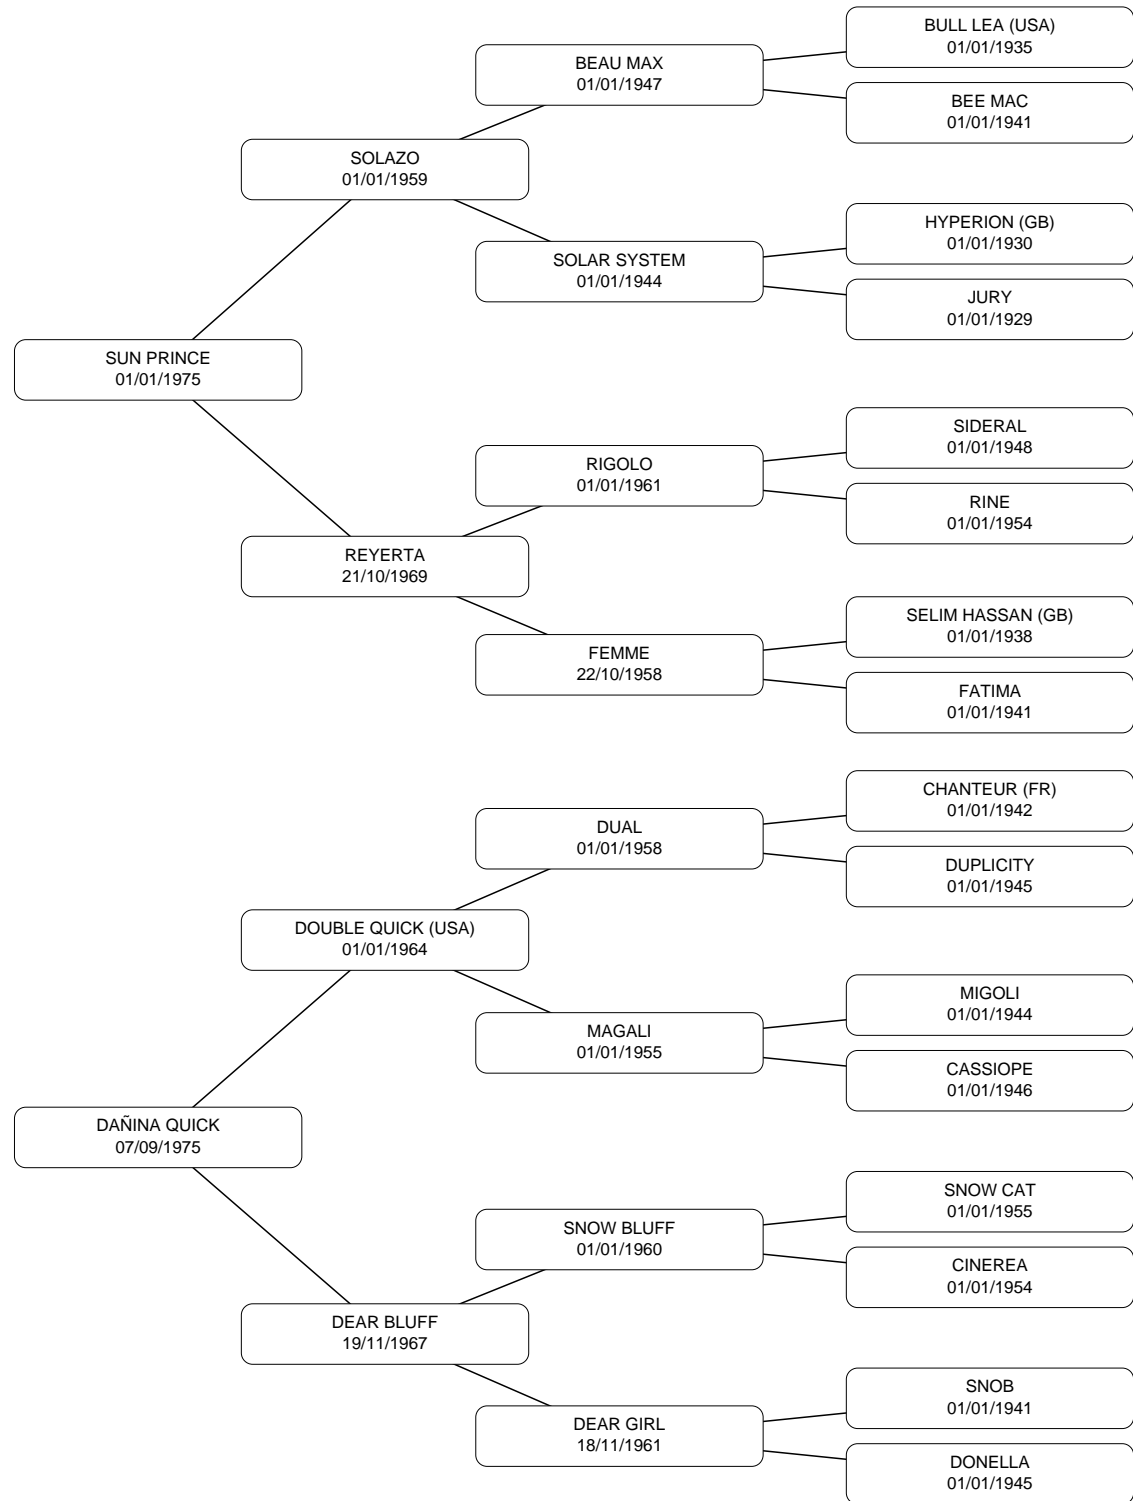 BULL LEA (USA)
01/01/1935
BEAU MAX
01/01/1947
BEE MAC
01/01/1941
SOLAZO
01/01/1959
HYPERION (GB)
01/01/1930
SOLAR SYSTEM
01/01/1944
JURY
01/01/1929
SUN PRINCE
01/01/1975
SIDERAL
01/01/1948
RIGOLO
01/01/1961
RINE
01/01/1954
REYERTA
21/10/1969
SELIM HASSAN (GB)
01/01/1938
FEMME
22/10/1958
FATIMA
01/01/1941
CHANTEUR (FR)
01/01/1942
DUAL
01/01/1958
DUPLICITY
01/01/1945
DOUBLE QUICK (USA)
01/01/1964
MIGOLI
01/01/1944
MAGALI
01/01/1955
CASSIOPE
01/01/1946
DAÑINA QUICK
07/09/1975
SNOW CAT
01/01/1955
SNOW BLUFF
01/01/1960
CINEREA
01/01/1954
DEAR BLUFF
19/11/1967
SNOB
01/01/1941
DEAR GIRL
18/11/1961
DONELLA
01/01/1945